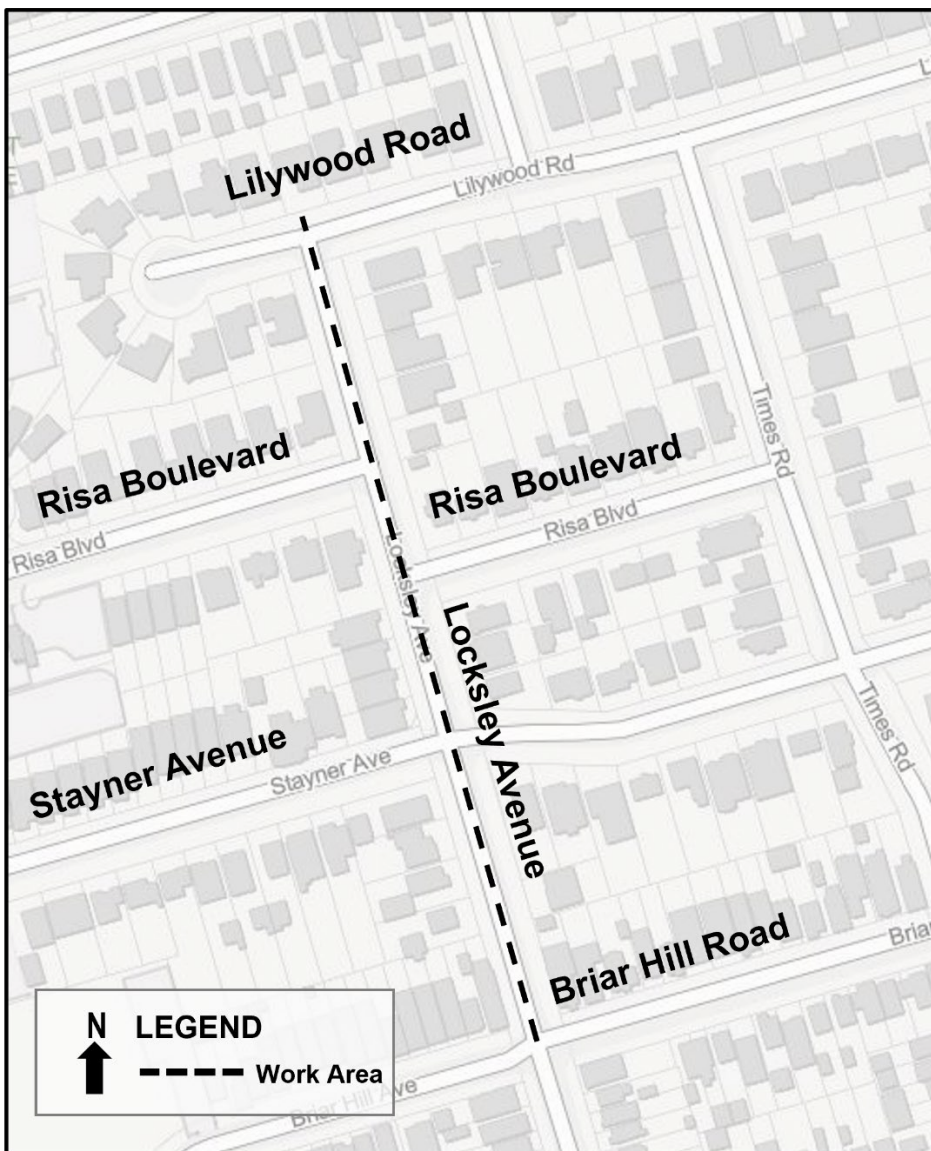 Lilywood Road
Lilywood Rd
Risa Boulevard
Risa Boulevard
Times Rd
Risa Blvd
Risa Blvd
Locksley Ave
Locksley Avenue
Times Rd
Stayner Avenue
Stayner Ave
Briar Hill Road
Briar
N LEGEND
Work Area
Briar Hill Ave